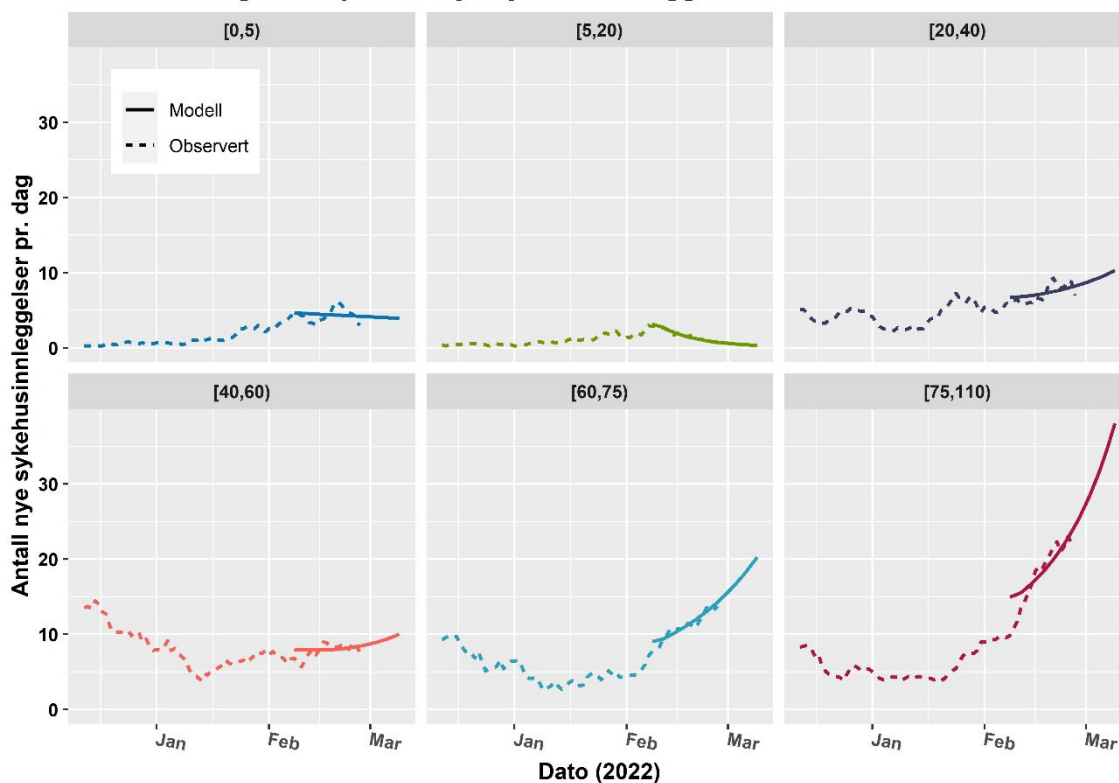 [0,5)
[5,20)
[20,40)
Modell
Observert
30
20
10
0
[40,60)
[60,75)
[75,110)
30
20
10
0
Antall nye sykehusinnleggelser pr. dag
Jan
Feb
Mar
Jan
Feb
Mar
Jan
Feb
Mar
Dato (2022)